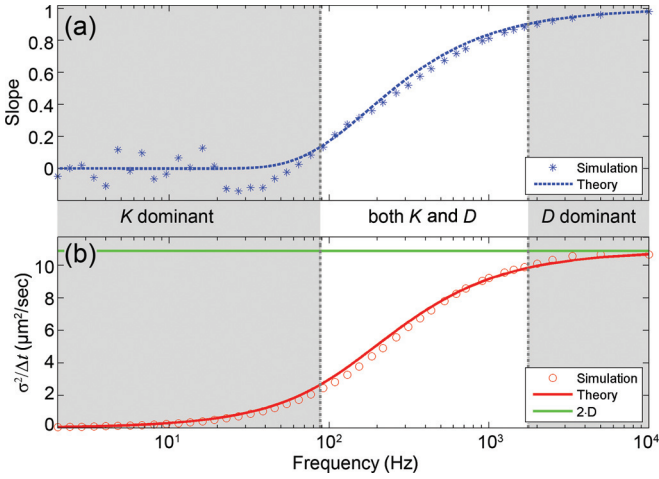 (a)
Slope
1
0.8
0.6
0.4
0.2
0
Simulation
Theory
K dominant
both K and D
D dominant
(b)
σ²/Δt (μm²/sec)
10
8
6
4
2
0
Simulation
Theory
2-D
10¹
10²
10³
10⁴
Frequency (Hz)